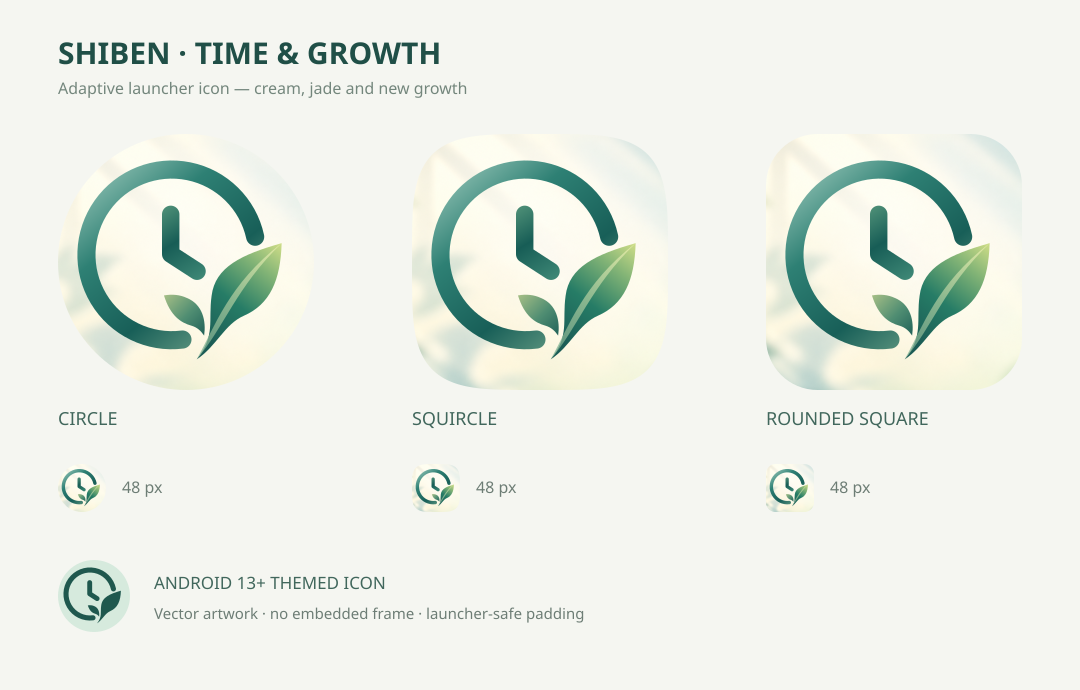 SHIBEN · TIME & GROWTH
Adaptive launcher icon — cream, jade and new growth
CIRCLE
SQUIRCLE
ROUNDED SQUARE
48 px
48 px
48 px
ANDROID 13+ THEMED ICON
Vector artwork · no embedded frame · launcher-safe padding